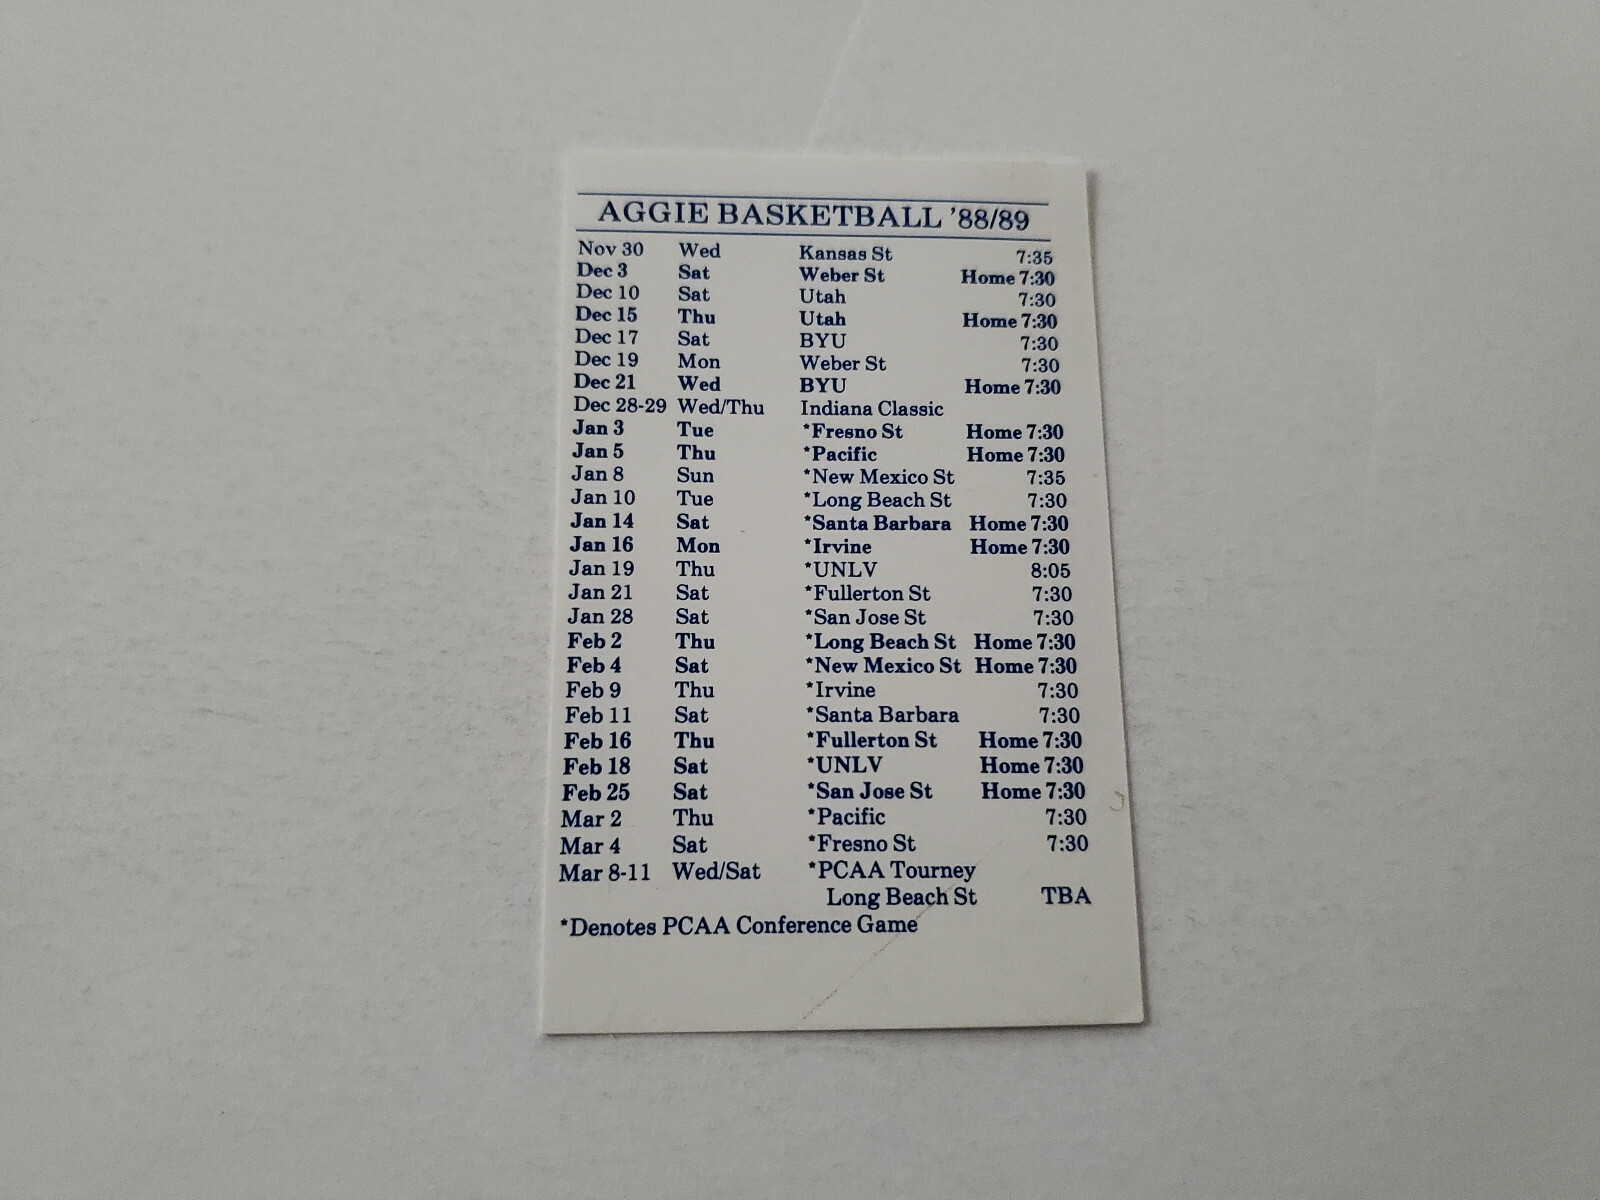 AGGIE BASKETBALL '88/89
Nov 30 Wed Kansas St 7:35
Dec 3 Sat Weber St Home 7:30
Dec 10 Sat Utah 7:30
Dec 15 Thu Utah Home 7:30
Dec 17 Sat BYU 7:30
Dec 19 Mon Weber St 7:30
Dec 21 Wed BYU Home 7:30
Dec 28-29 Wed/Thu Indiana Classic
Jan 3 Tue *Fresno St Home 7:30
Jan 5 Thu *Pacific Home 7:30
Jan 8 Sun *New Mexico St 7:35
Jan 10 Tue *Long Beach St 7:30
Jan 14 Sat *Santa Barbara Home 7:30
Jan 16 Mon *Irvine Home 7:30
Jan 19 Thu *UNLV 8:05
Jan 21 Sat *Fullerton St 7:30
Jan 28 Sat *San Jose St 7:30
Feb 2 Thu *Long Beach St Home 7:30
Feb 4 Sat *New Mexico St Home 7:30
Feb 9 Thu *Irvine 7:30
Feb 11 Sat *Santa Barbara 7:30
Feb 16 Thu *Fullerton St Home 7:30
Feb 18 Sat *UNLV Home 7:30
Feb 25 Sat *San Jose St Home 7:30
Mar 2 Thu *Pacific 7:30
Mar 4 Sat *Fresno St 7:30
Mar 8-11 Wed/Sat *PCAA Tourney
Long Beach St TBA
*Denotes PCAA Conference Game